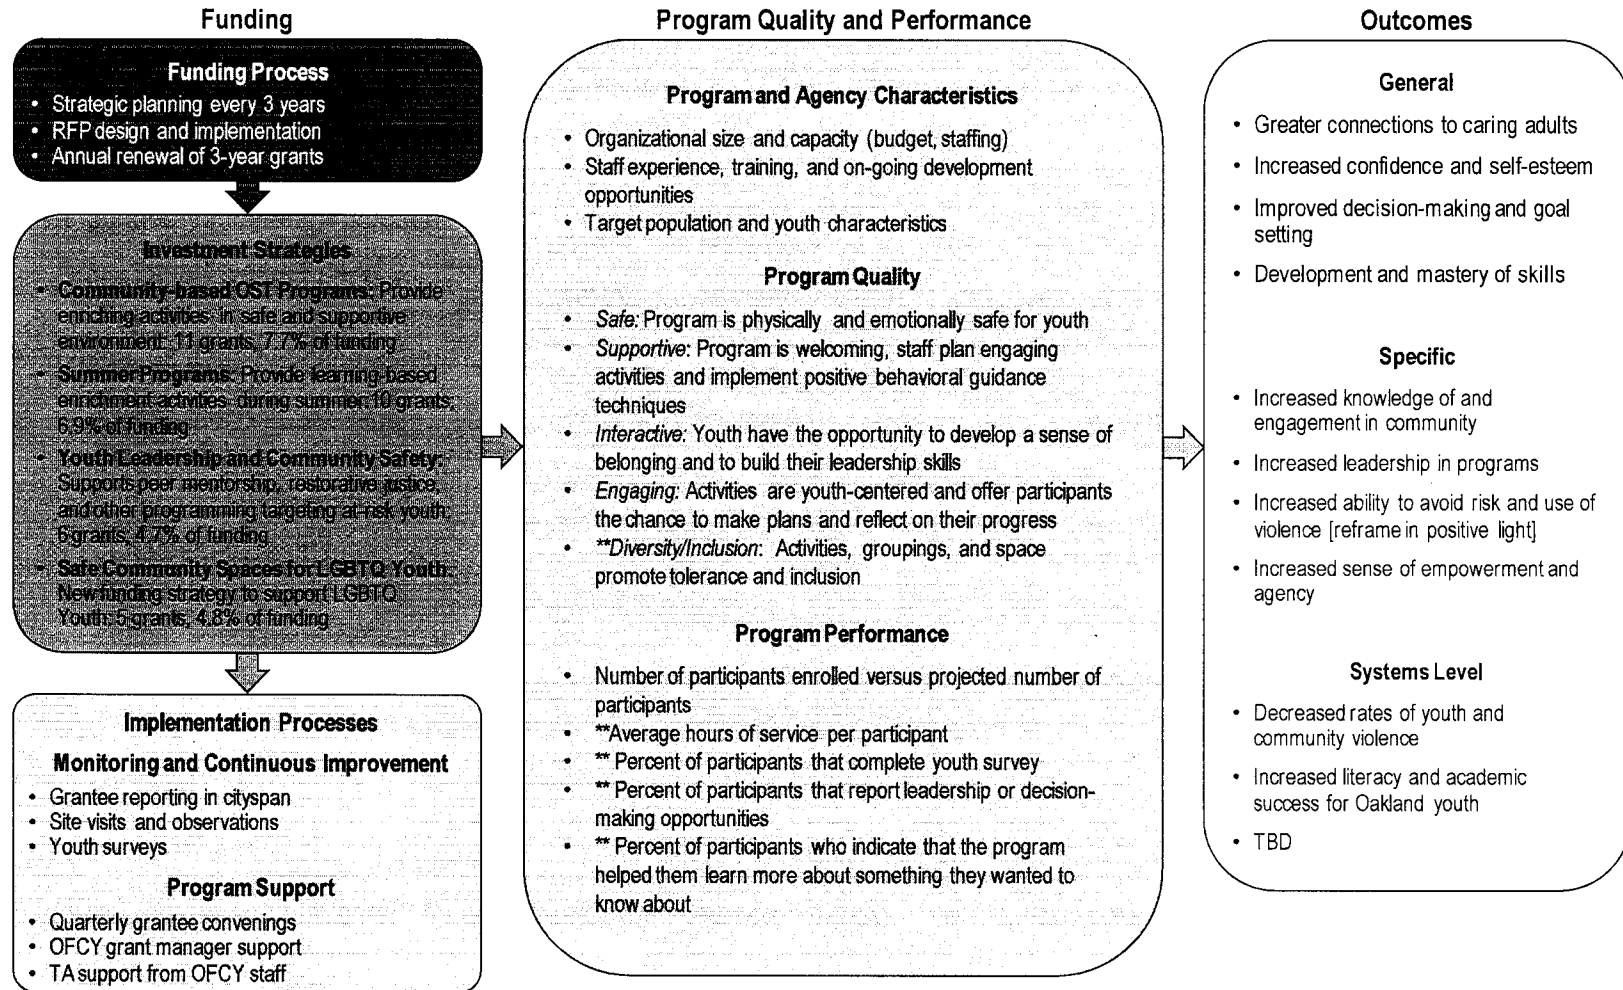 Funding
Funding Process
• Strategic planning every 3 years
• RFP design and implementation
• Annual renewal of 3-year grants
Investment Strategies
• Community-based OST Programs: Provide
enriching activities in safe and supportive
environment 11 grants, 7.7% of funding
• Summer Programs: Provide learning-based
enrichment activities during summer 10 grants,
6.9% of funding
• Youth Leadership and Community Safety:
Supports peer mentorship, restorative justice,
and other programming targeting at-risk youth:
6 grants, 4.7% of funding
• Safe Community Spaces for LGBTQ Youth:
New funding strategy to support LGBTQ
Youth: 5 grants, 4.8% of funding
Implementation Processes
Monitoring and Continuous Improvement
• Grantee reporting in cityspan
• Site visits and observations
• Youth surveys
Program Support
• Quarterly grantee convenings
• OFCY grant manager support
• TA support from OFCY staff
Program Quality and Performance
Program and Agency Characteristics
• Organizational size and capacity (budget, staffing)
• Staff experience, training, and on-going development
opportunities
• Target population and youth characteristics
Program Quality
• Safe: Program is physically and emotionally safe for youth
• Supportive: Program is welcoming, staff plan engaging
activities and implement positive behavioral guidance
techniques
• Interactive: Youth have the opportunity to develop a sense of
belonging and to build their leadership skills
• Engaging: Activities are youth-centered and offer participants
the chance to make plans and reflect on their progress
• **Diversity/Inclusion: Activities, groupings, and space
promote tolerance and inclusion
Program Performance
• Number of participants enrolled versus projected number of
participants
• **Average hours of service per participant
• ** Percent of participants that complete youth survey
• ** Percent of participants that report leadership or decision-
making opportunities
• ** Percent of participants who indicate that the program
helped them learn more about something they wanted to
know about
Outcomes
General
• Greater connections to caring adults
• Increased confidence and self-esteem
• Improved decision-making and goal
setting
• Development and mastery of skills
Specific
• Increased knowledge of and
engagement in community
• Increased leadership in programs
• Increased ability to avoid risk and use of
violence [reframe in positive light]
• Increased sense of empowerment and
agency
Systems Level
• Decreased rates of youth and
community violence
• Increased literacy and academic
success for Oakland youth
• TBD